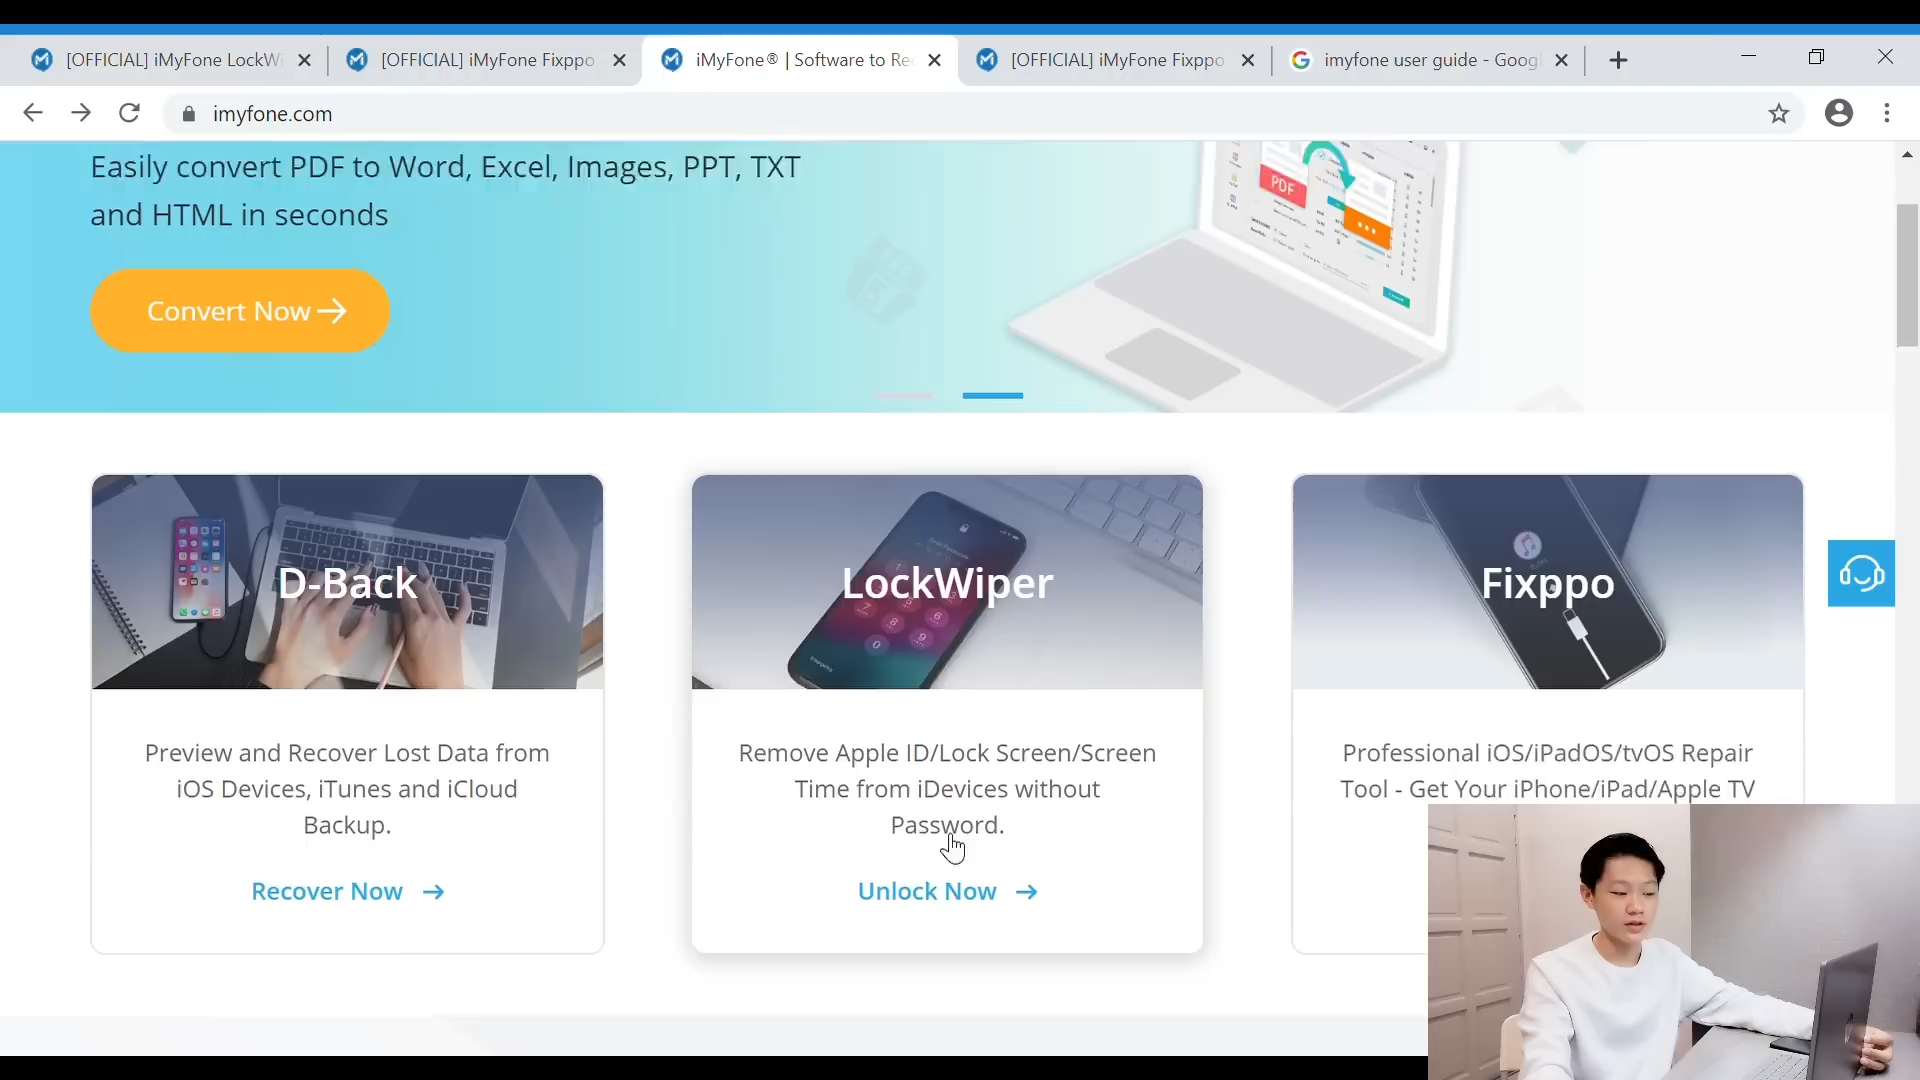 [OFFICIAL] iMyFone LockWi
[OFFICIAL] iMyFone Fixppo
iMyFone® | Software to Re
[OFFICIAL] iMyFone Fixppo
imyfone user guide - Goog
imyfone.com
Easily convert PDF to Word, Excel, Images, PPT, TXT
and HTML in seconds
Convert Now
PDF
D-Back
Preview and Recover Lost Data from
iOS Devices, iTunes and iCloud
Backup.
Recover Now
LockWiper
Remove Apple ID/Lock Screen/Screen
Time from iDevices without
Password.
Unlock Now
Fixppo
Professional iOS/iPadOS/tvOS Repair
Tool - Get Your iPhone/iPad/Apple TV